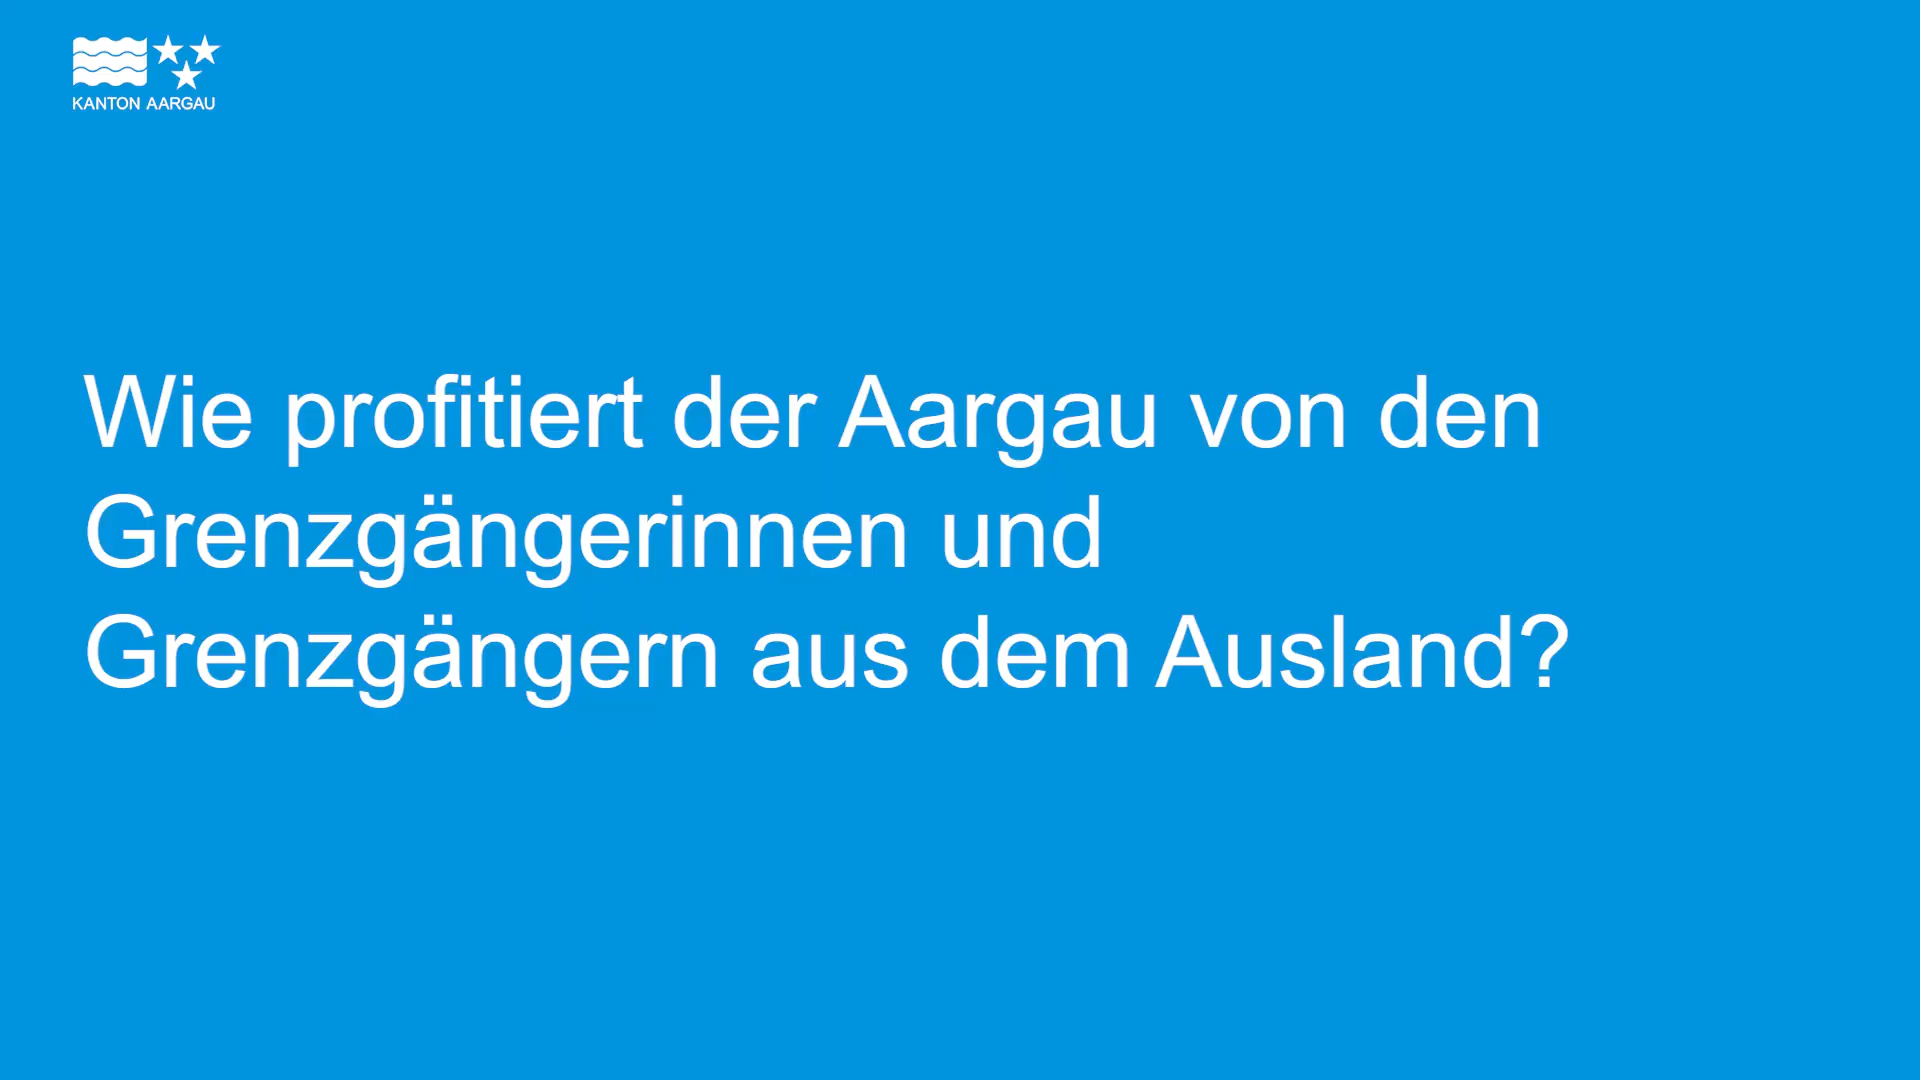 KANTON AARGAU
Wie profitiert der Aargau von den
Grenzgängerinnen und
Grenzgängern aus dem Ausland?